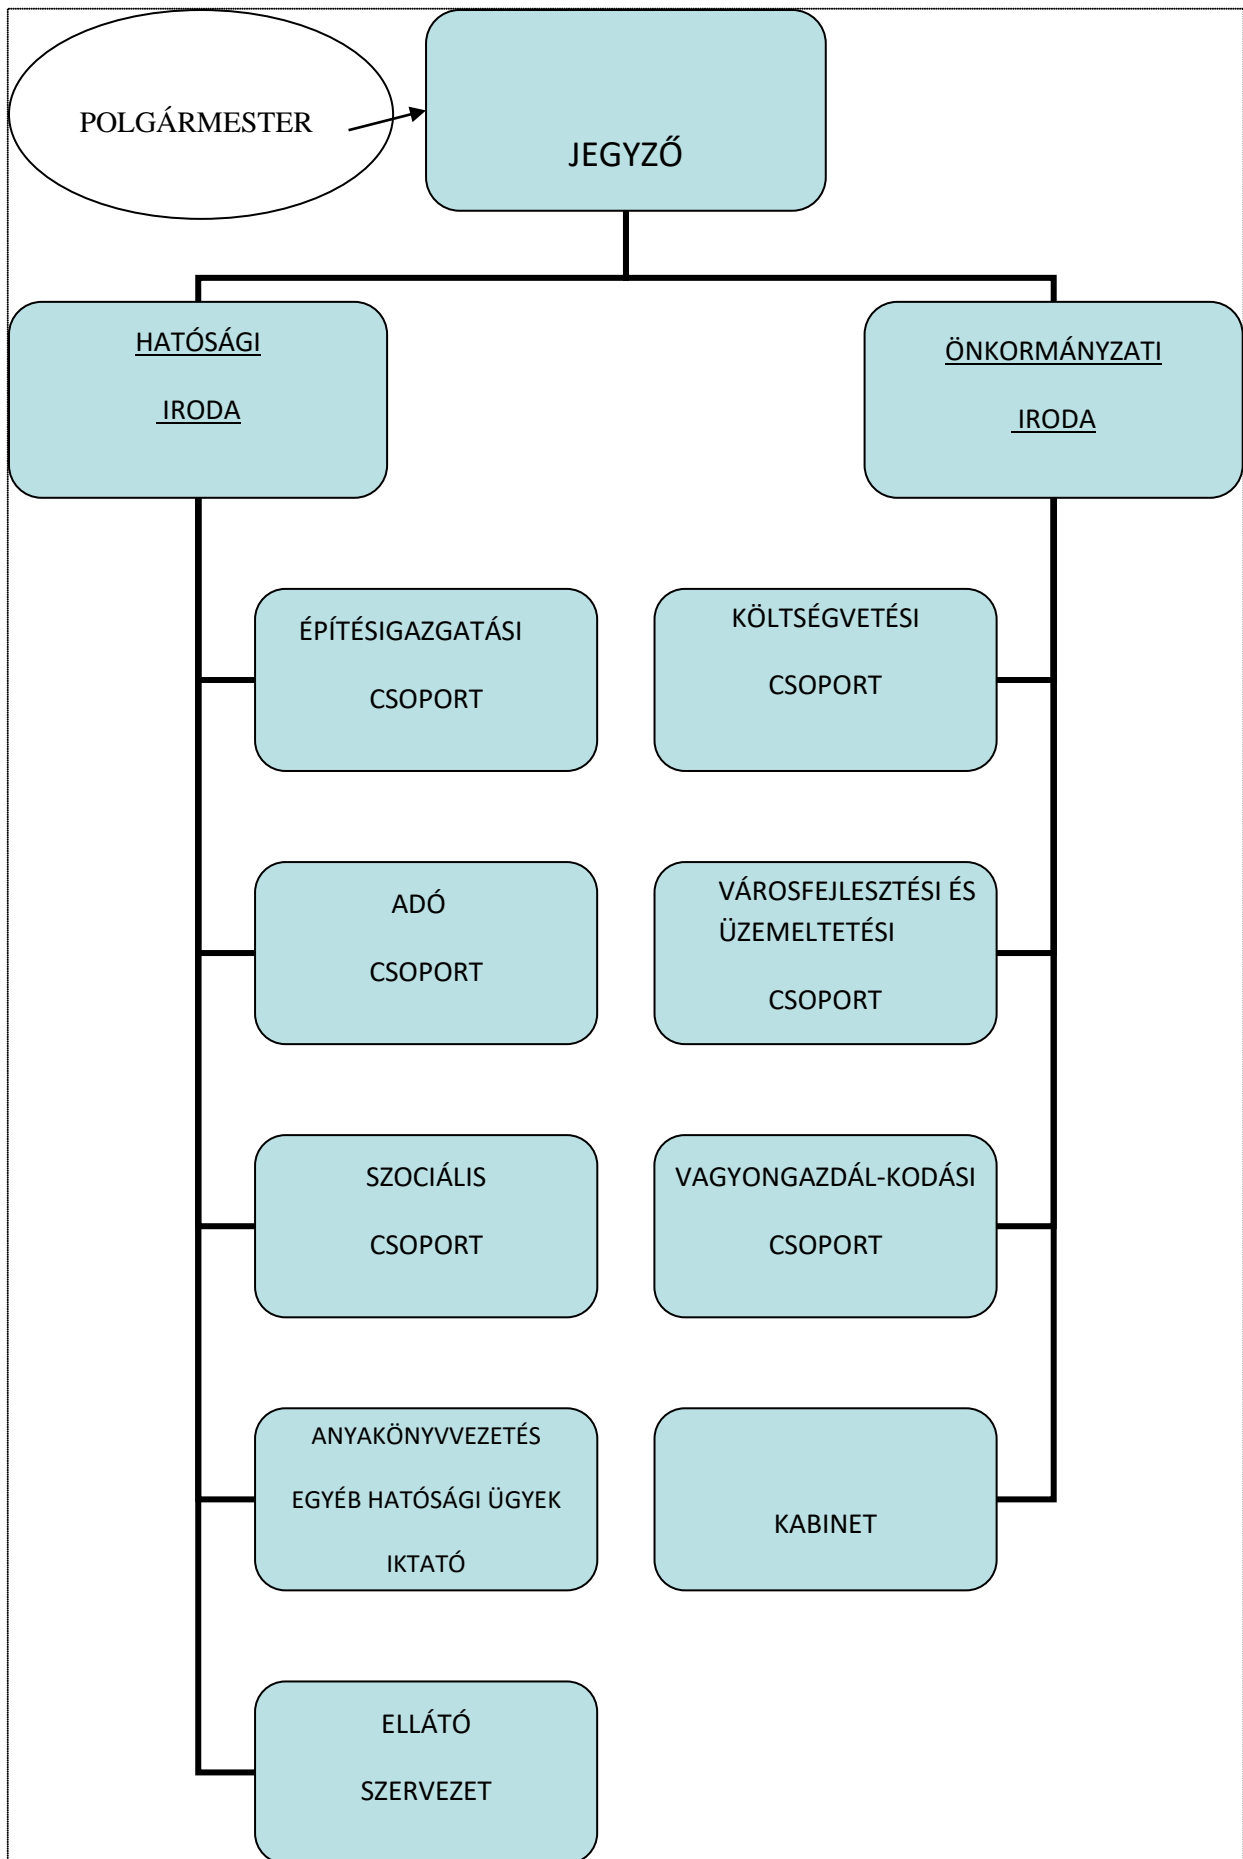 POLGÁRMESTER
JEGYZŐ
HATÓSÁGI
IRODA
ÖNKORMÁNYZATI
IRODA
ÉPÍTÉSIGAZGATÁSI
CSOPORT
KÖLTSÉGVETÉSI
CSOPORT
ADÓ
CSOPORT
VÁROSFEJLESZTÉSI ÉS
ÜZEMELTETÉSI
CSOPORT
SZOCIÁLIS
CSOPORT
VAGYONGAZDÁL-KODÁSI
CSOPORT
ANYAKÖNYVVEZETÉS
EGYÉB HATÓSÁGI ÜGYEK
IKTATÓ
KABINET
ELLÁTÓ
SZERVEZET